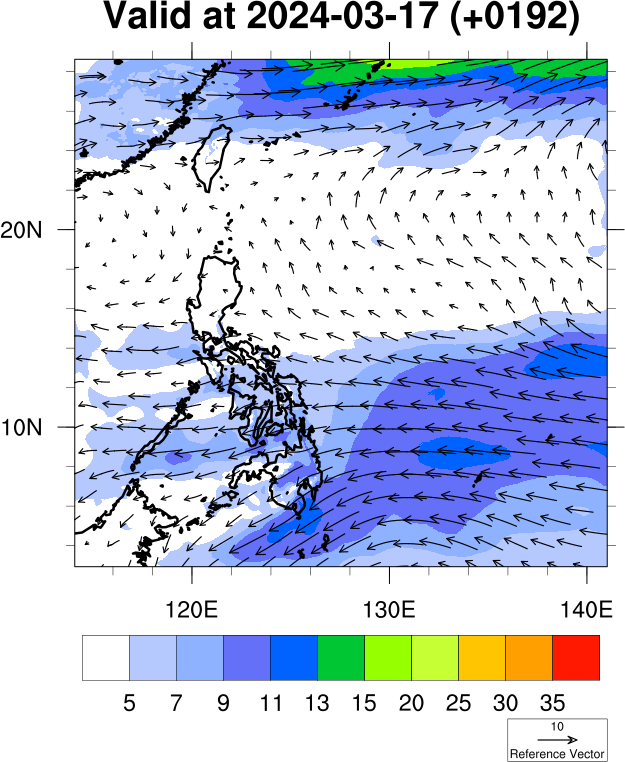 Valid at 2024-03-17 (+0192)
20N
10N
120E 130E 140E
5 7 9 11 13 15 20 25 30 35
10
Reference Vector